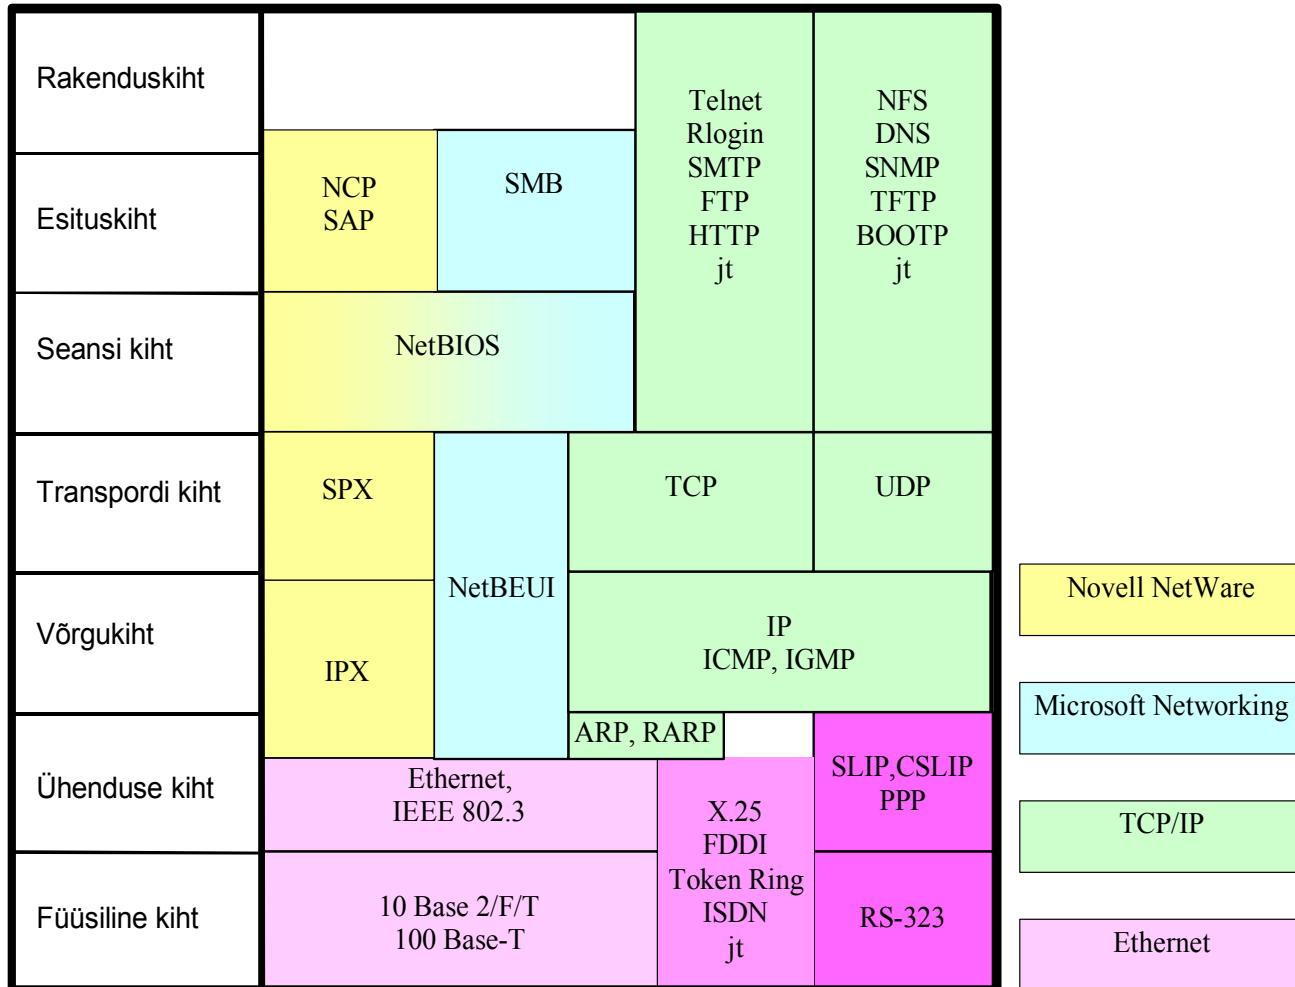 Rakenduskiht
Telnet
Rlogin
SMTP
FTP
HTTP
jt
NFS
DNS
SNMP
TFTP
BOOTP
jt
Esituskiht
NCP
SAP
SMB
Seansi kiht
NetBIOS
Transpordi kiht
SPX
NetBEUI
TCP
UDP
Võrgukiht
IPX
IP
ICMP, IGMP
ARP, RARP
Ühenduse kiht
Ethernet,
IEEE 802.3
X.25
FDDI
Token Ring
ISDN
jt
SLIP,CSLIP
PPP
Füüsiline kiht
10 Base 2/F/T
100 Base-T
RS-323
Novell NetWare
Microsoft Networking
TCP/IP
Ethernet